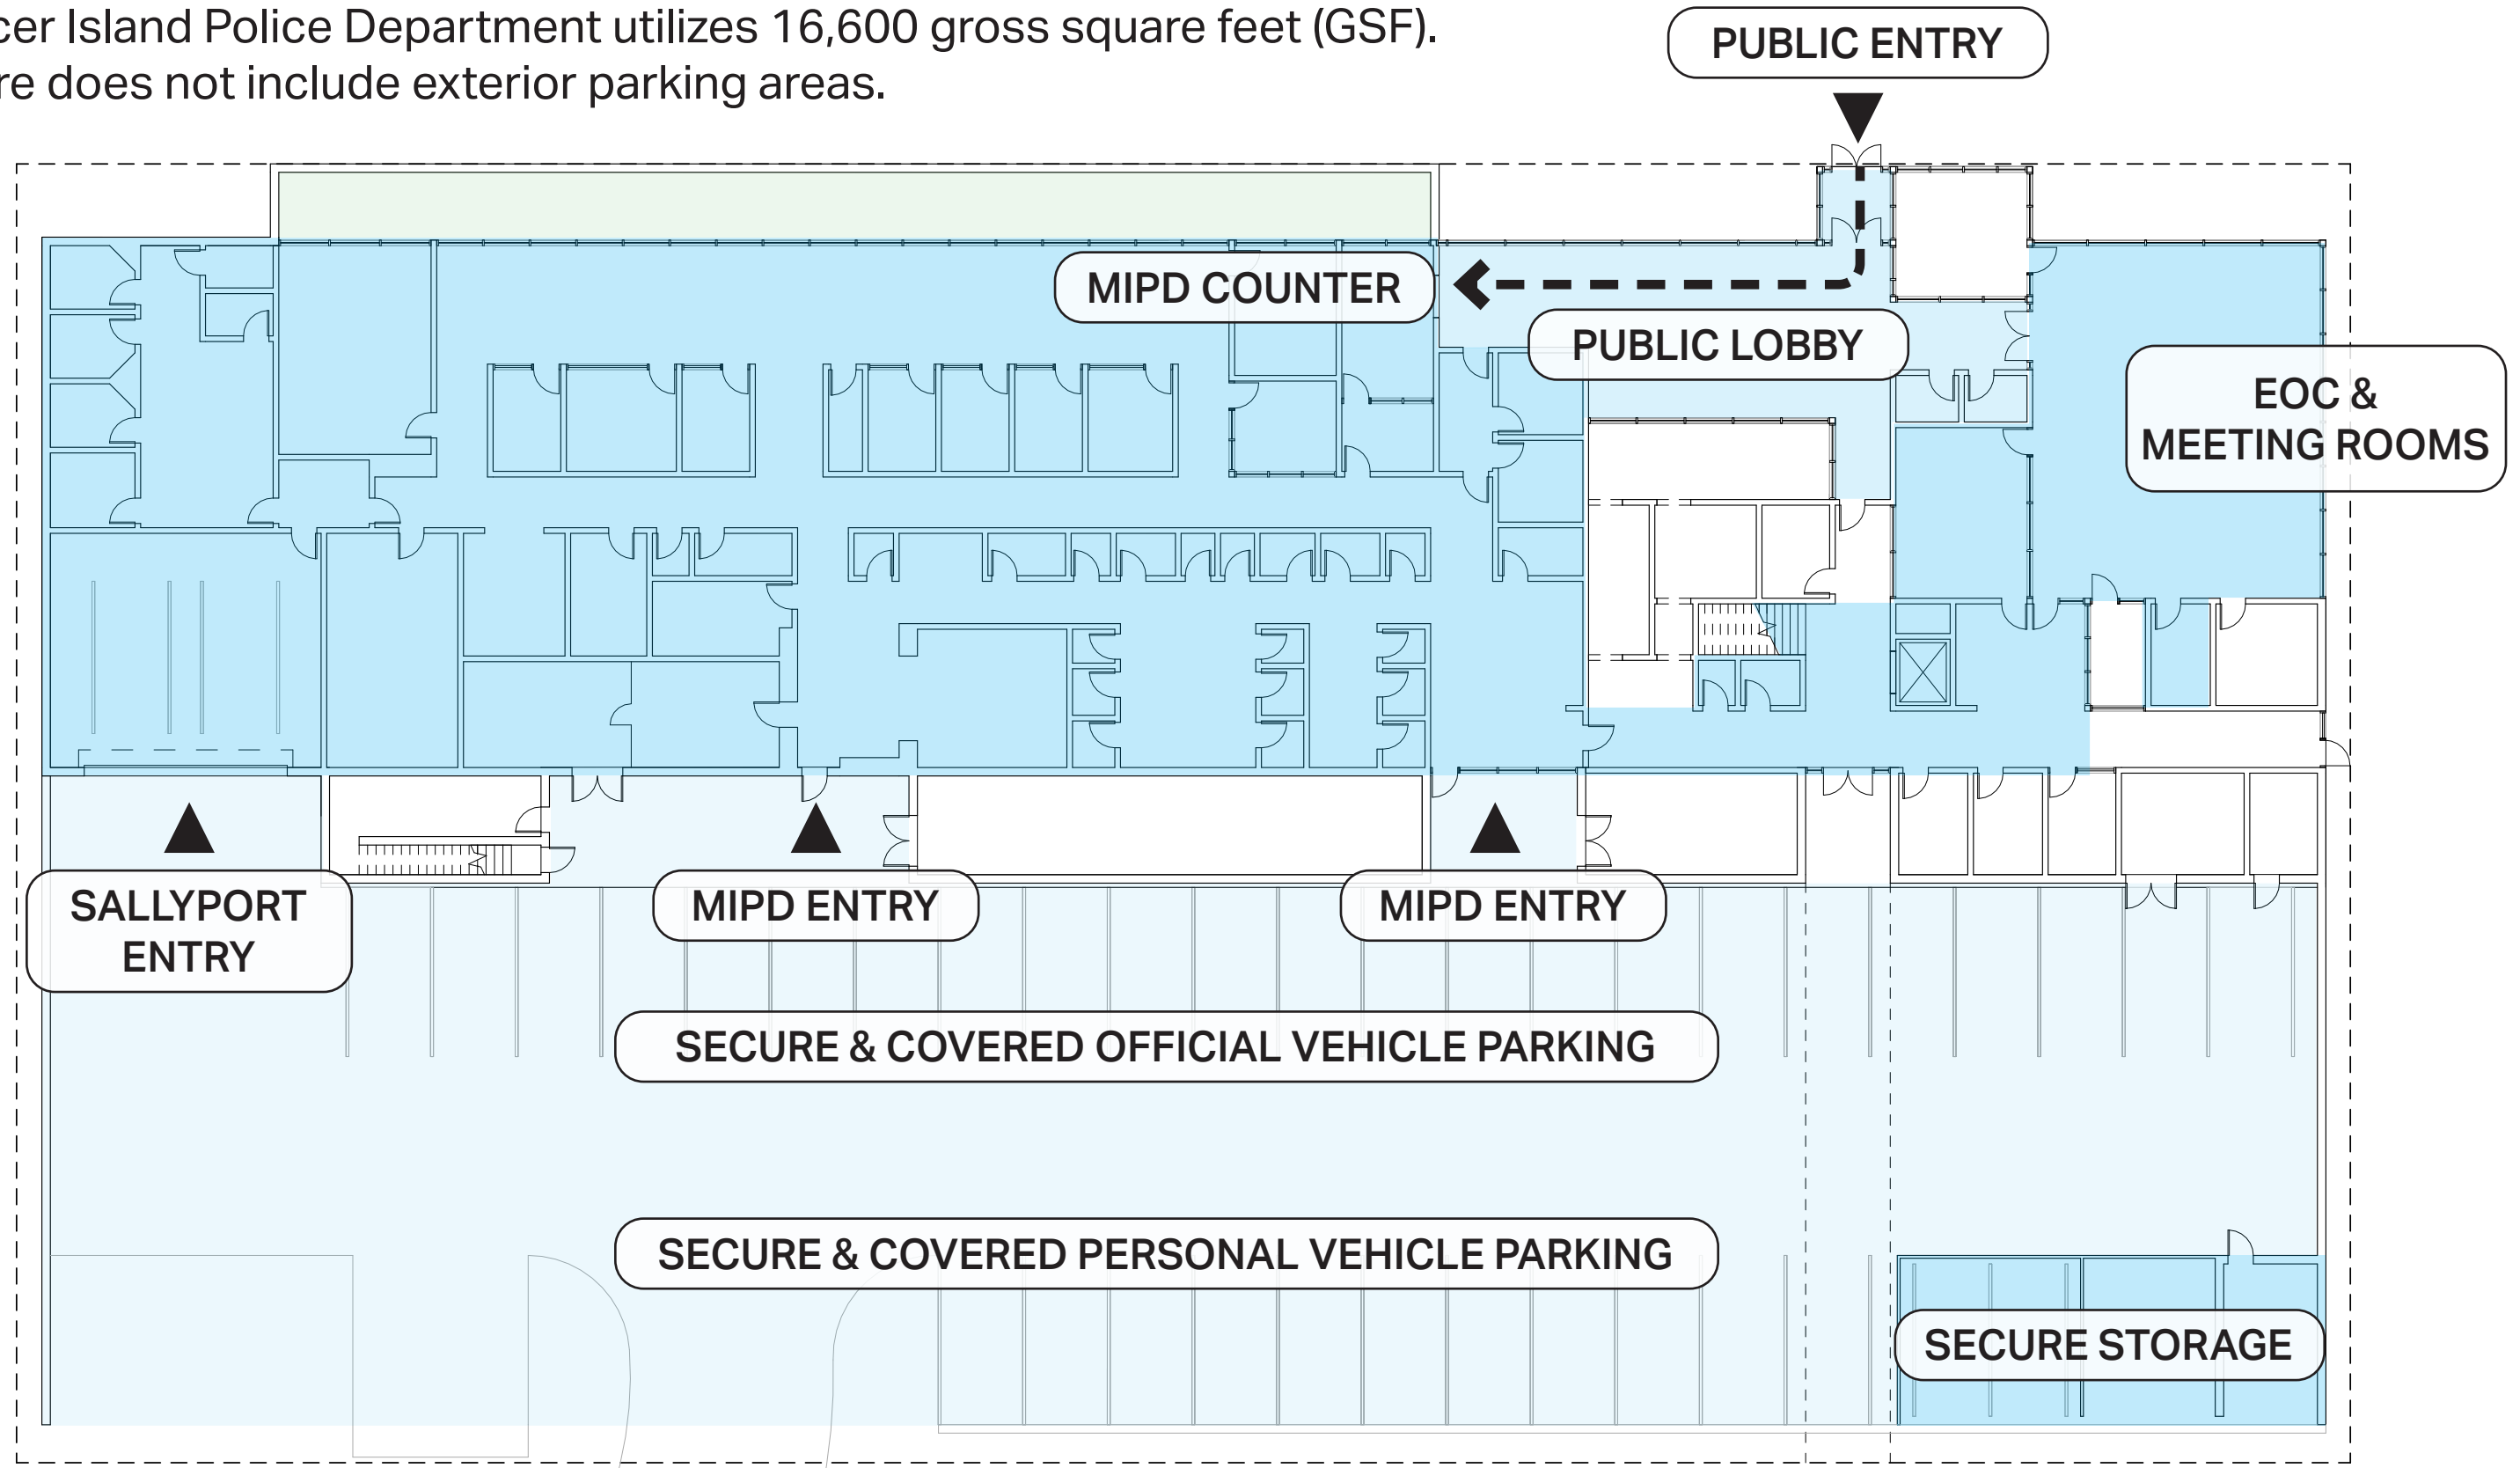 cer Island Police Department utilizes 16,600 gross square feet (GSF).
re does not include exterior parking areas.
PUBLIC ENTRY
MIPD COUNTER
PUBLIC LOBBY
EOC &
MEETING ROOMS
SALLYPORT
ENTRY
MIPD ENTRY
MIPD ENTRY
SECURE & COVERED OFFICIAL VEHICLE PARKING
SECURE & COVERED PERSONAL VEHICLE PARKING
SECURE STORAGE